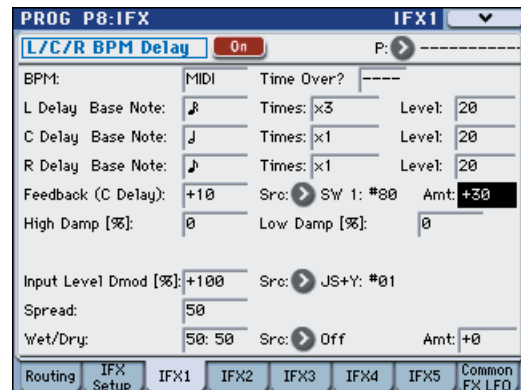 PROG P8:IFX IFX1
L/C/R BPM Delay On P: -----------
BPM: MIDI Time Over? ----
L Delay Base Note: Times: x3 Level: 20
C Delay Base Note: Times: x1 Level: 20
R Delay Base Note: Times: x1 Level: 20
Feedback (C Delay): +10 Src: SW 1: #80 Amt: +30
High Damp [%]: 0 Low Damp [%]: 0
Input Level Dmod [%]: +100 Src: JS+Y: #01
Spread: 50
Wet/Dry: 50: 50 Src: Off Amt: +0
Routing IFX Setup IFX1 IFX2 IFX3 IFX4 IFX5 Common FX LFO